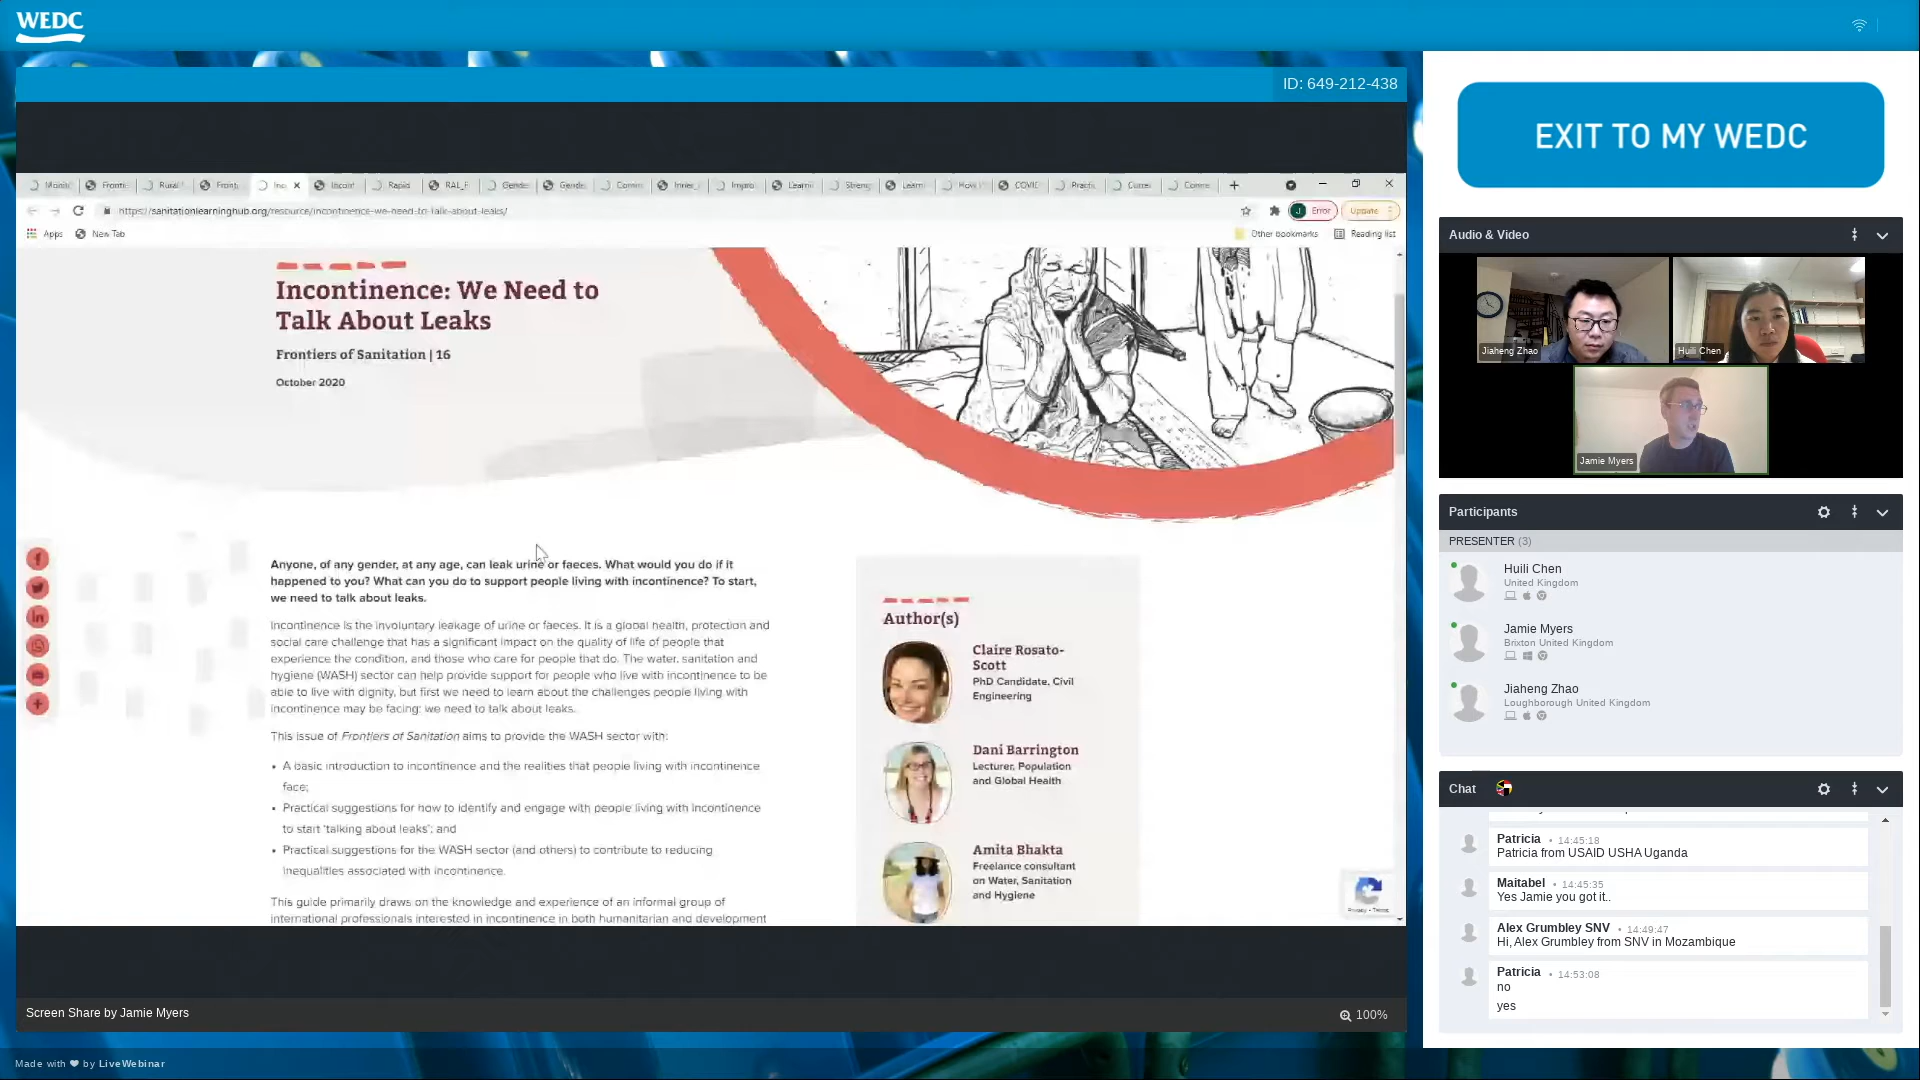 WEDC
ID: 649-212-438
https://sanitationlearninghub.org/resource/incontinence-we-need-to-talk-about-leaks/
Error
Update
Apps
New Tab
Other bookmarks
Reading list
Incontinence: We Need to
Talk About Leaks
Frontiers of Sanitation | 16
October 2020
Anyone, of any gender, at any age, can leak urine or faeces. What would you do if it
happened to you? What can you do to support people living with incontinence? To start,
we need to talk about leaks.
Incontinence is the involuntary leakage of urine or faeces. It is a global health, protection and
social care challenge that has a significant impact on the quality of life of people that
experience the condition, and those who care for people that do. The water, sanitation and
hygiene (WASH) sector can help provide support for people who live with incontinence to be
able to live with dignity, but first we need to learn about the challenges people living with
incontinence may be facing: we need to talk about leaks.
This issue of Frontiers of Sanitation aims to provide the WASH sector with:
• A basic introduction to incontinence and the realities that people living with incontinence
face;
• Practical suggestions for how to identify and engage with people living with incontinence
to start 'talking about leaks'; and
• Practical suggestions for the WASH sector (and others) to contribute to reducing
inequalities associated with incontinence.
This guide primarily draws on the knowledge and experience of an informal group of
international professionals interested in incontinence in both humanitarian and development
Author(s)
Claire Rosato-
Scott
PhD Candidate, Civil
Engineering
Dani Barrington
Lecturer, Population
and Global Health
Amita Bhakta
Freelance consultant
on Water, Sanitation
and Hygiene
Privacy - Terms
Screen Share by Jamie Myers
100%
Made with ❤ by LiveWebinar
EXIT TO MY WEDC
Audio & Video
Jiaheng Zhao
Huili Chen
Jamie Myers
Participants
PRESENTER (3)
Huili Chen
United Kingdom
Jamie Myers
Brixton United Kingdom
Jiaheng Zhao
Loughborough United Kingdom
Chat
Patricia • 14:45:18
Patricia from USAID USHA Uganda
Maitabel • 14:45:35
Yes Jamie you got it..
Alex Grumbley SNV • 14:49:47
Hi, Alex Grumbley from SNV in Mozambique
Patricia • 14:53:08
no
yes